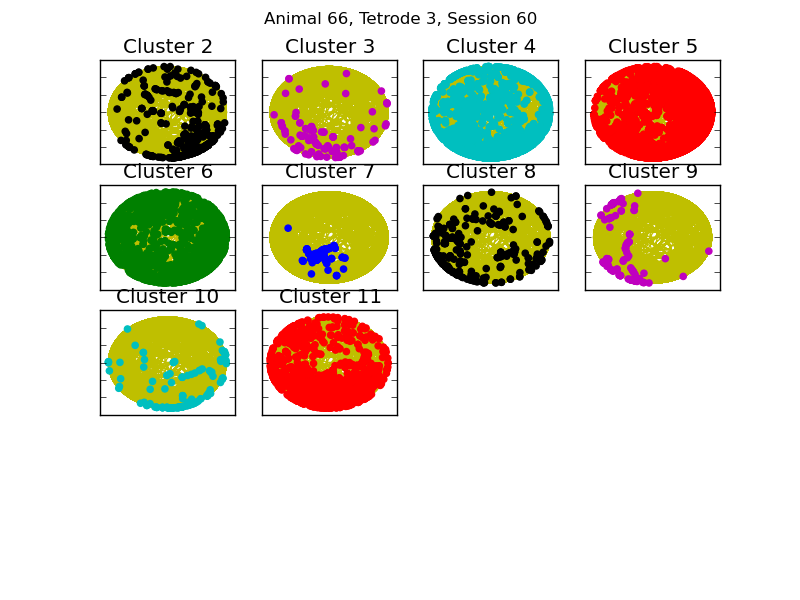 Animal 66, Tetrode 3, Session 60
Cluster 2 Cluster 3 Cluster 4 Cluster 5
Cluster 6 Cluster 7 Cluster 8 Cluster 9
Cluster 10 Cluster 11